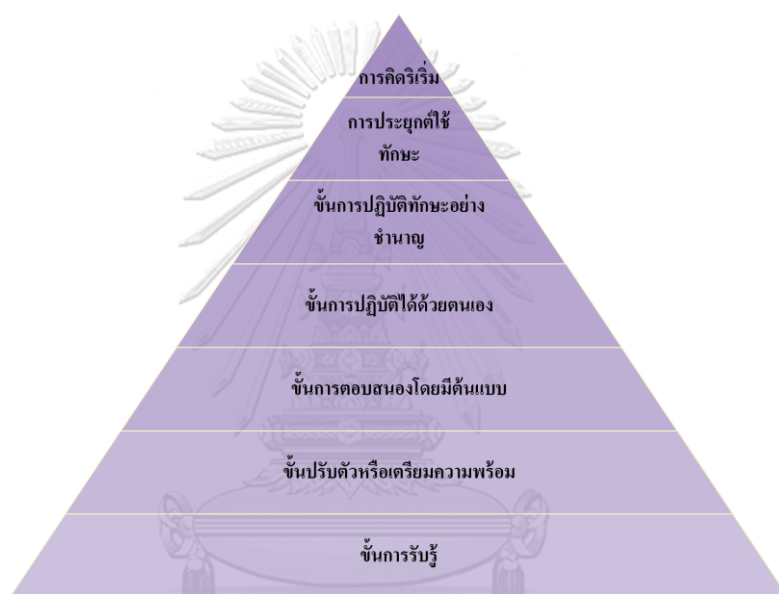 การคิดริเริ่ม
การประยุกต์ใช้
ทักษะ
ขั้นการปฏิบัติทักษะอย่าง
ชำนาญ
ขั้นการปฏิบัติได้ด้วยตนเอง
ขั้นการตอบสนองโดยมีต้นแบบ
ขั้นปรับตัวหรือเตรียมความพร้อม
ขั้นการรับรู้